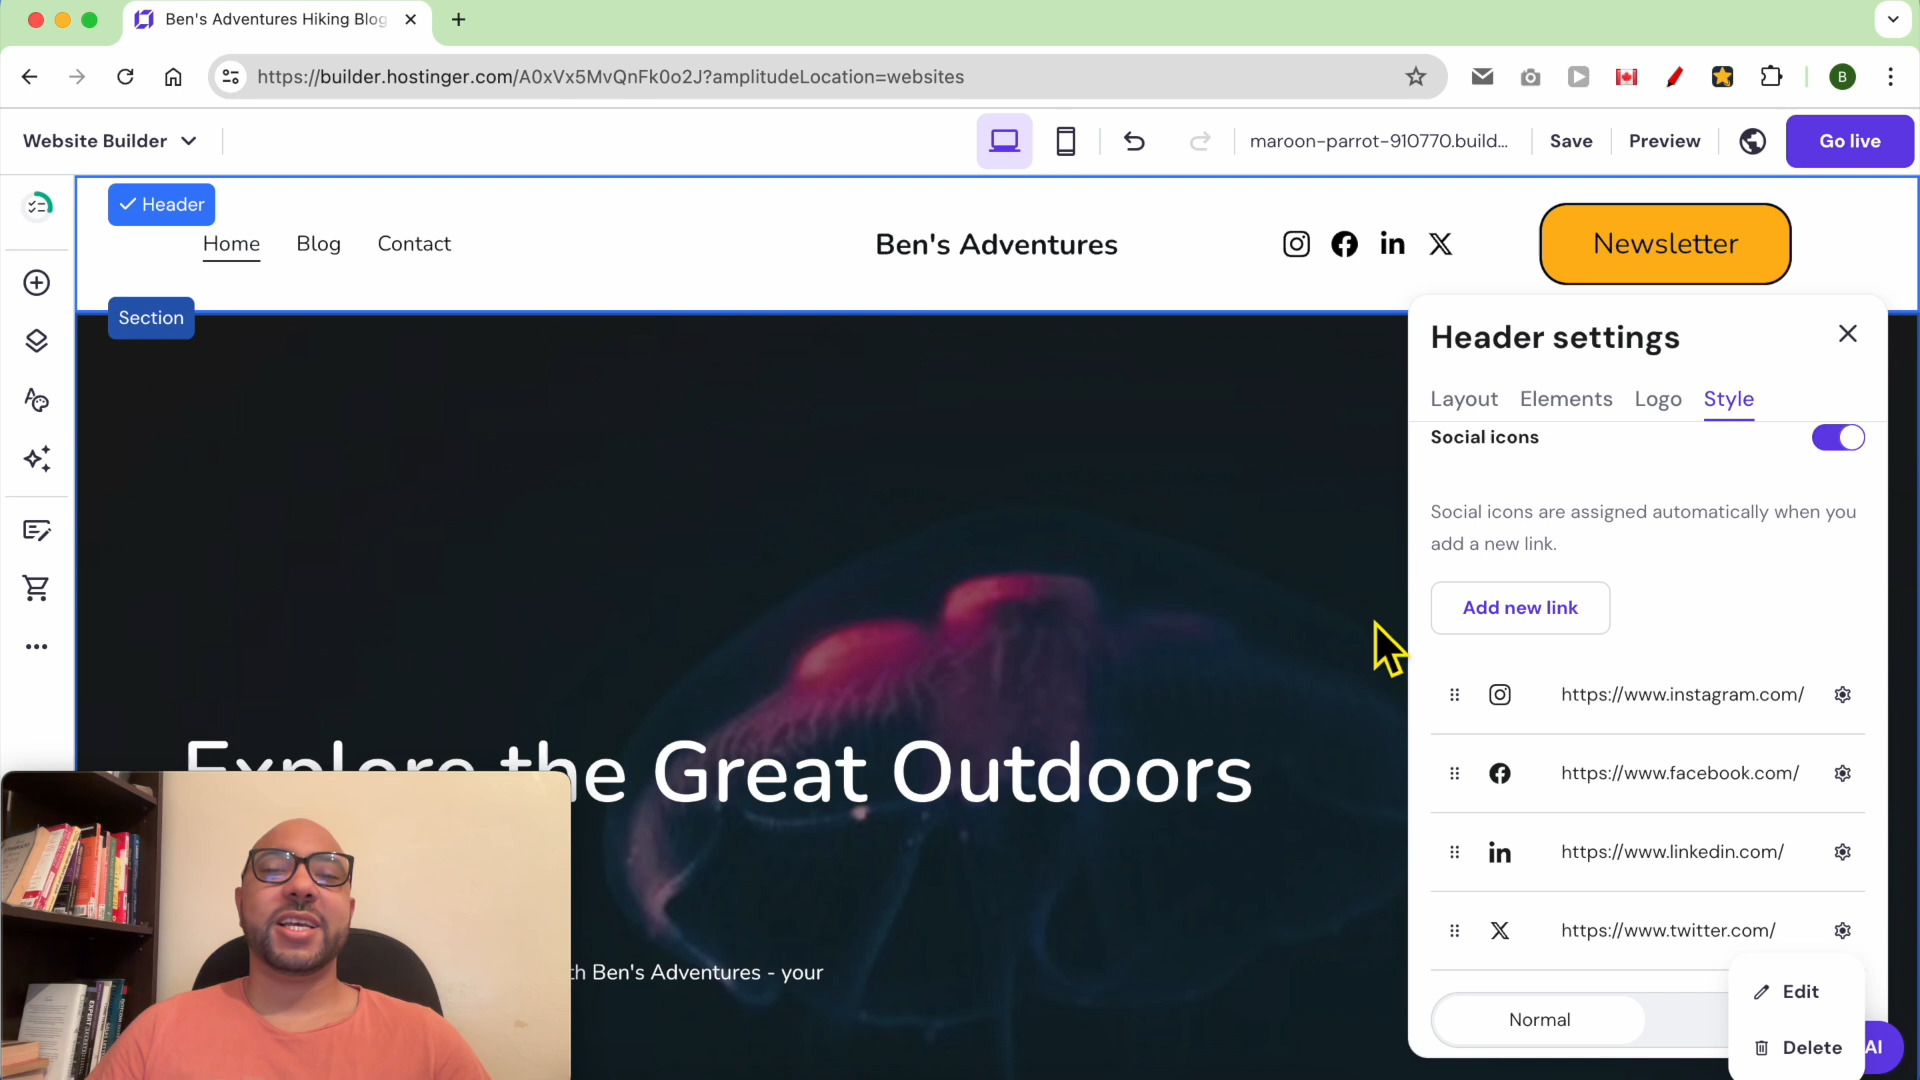 Ben's Adventures Hiking Blog
https://builder.hostinger.com/A0xVx5MvQnFk0o2J?amplitudeLocation=websites
B
Website Builder
maroon-parrot-910770.build...
Save
Preview
Go live
Header
Home
Blog
Contact
Ben's Adventures
Newsletter
Section
Header settings
Layout
Elements
Logo
Style
Social icons
Social icons are assigned automatically when you
add a new link.
Add new link
https://www.instagram.com/
https://www.facebook.com/
https://www.linkedin.com/
https://www.twitter.com/
Explore the Great Outdoors
Ben's Adventures - your
Normal
Edit
Delete
AI